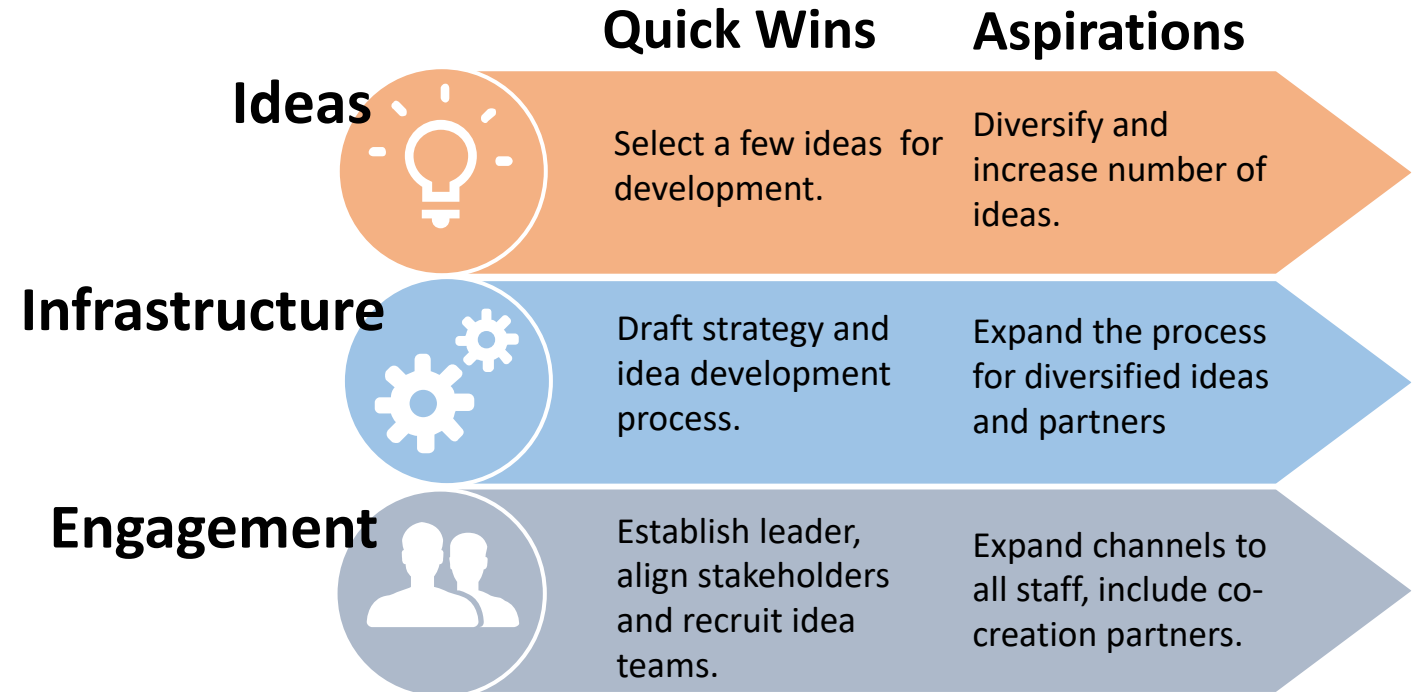 Quick Wins
Aspirations
Ideas
Select a few ideas  for
development.
Diversify and
increase number of
ideas.
Infrastructure
Draft strategy and
idea development
process.
Expand the process
for diversified ideas
and partners
Engagement
Establish leader,
align stakeholders
and recruit idea
teams.
Expand channels to
all staff, include co-
creation partners.